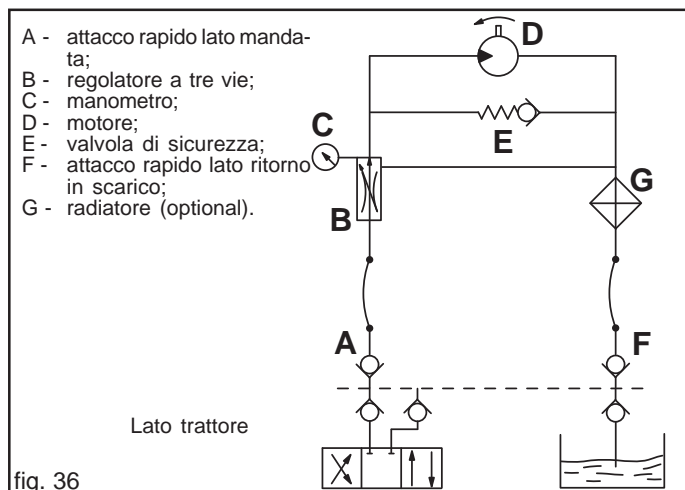 A - attacco rapido lato manda-
ta;
B - regolatore a tre vie;
C - manometro;
D - motore;
E - valvola di sicurezza;
F - attacco rapido lato ritorno
in scarico;
G - radiatore (optional).
D
E
C
B
G
A
F
Lato trattore
fig. 36